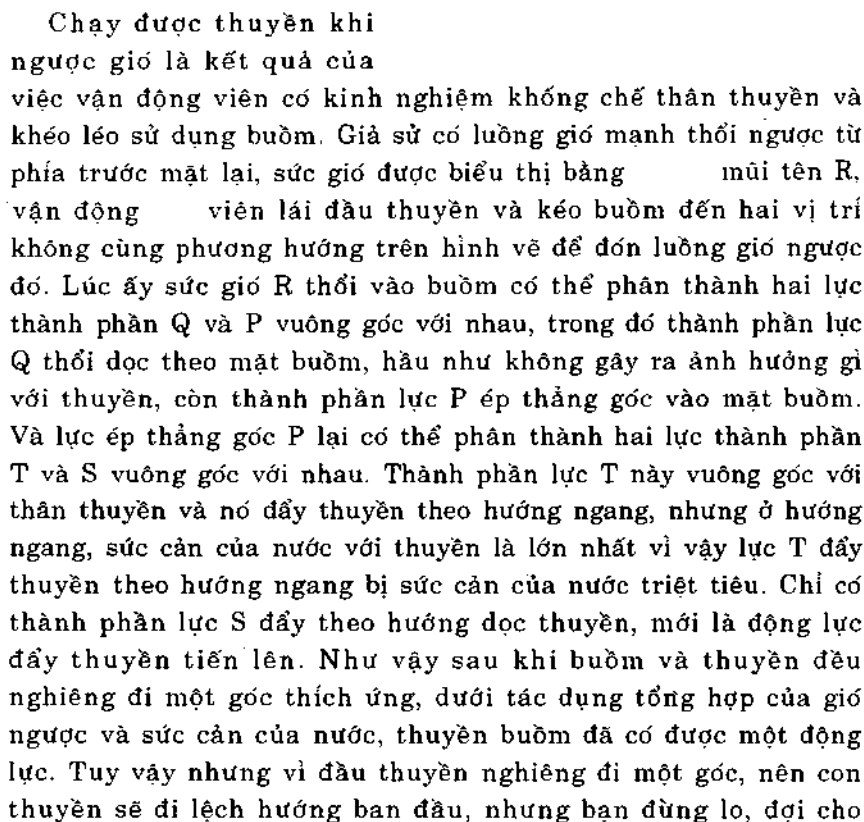 Chạy được thuyền khi
ngược gió là kết quả của
việc vận động viên có kinh nghiệm khống chế thân thuyền và
khéo léo sử dụng buồm. Giả sử có luồng gió mạnh thổi ngược từ
phía trước mặt lại, sức gió được biểu thị bằng mũi tên R,
vận động viên lái đầu thuyền và kéo buồm đến hai vị trí
không cùng phương hướng trên hình vẽ để đón luồng gió ngược
đó. Lúc ấy sức gió R thổi vào buồm có thể phân thành hai lực
thành phần Q và P vuông góc với nhau, trong đó thành phần lực
Q thổi dọc theo mặt buồm, hầu như không gây ra ảnh hưởng gì
với thuyền, còn thành phần lực P ép thẳng góc vào mặt buồm.
Và lực ép thẳng góc P lại có thể phân thành hai lực thành phần
T và S vuông góc với nhau. Thành phần lực T này vuông góc với
thân thuyền và nó đẩy thuyền theo hướng ngang, nhưng ở hướng
ngang, sức cản của nước với thuyền là lớn nhất vì vậy lực T đẩy
thuyền theo hướng ngang bị sức cản của nước triệt tiêu. Chỉ có
thành phần lực S đẩy theo hướng dọc thuyền, mới là động lực
đẩy thuyền tiến lên. Như vậy sau khi buồm và thuyền đều
nghiêng đi một góc thích ứng, dưới tác dụng tổng hợp của gió
ngược và sức cản của nước, thuyền buồm đã có được một động
lực. Tuy vậy nhưng vì đầu thuyền nghiêng đi một góc, nên con
thuyền sẽ đi lệch hướng ban đầu, nhưng bạn đừng lo, đợi cho